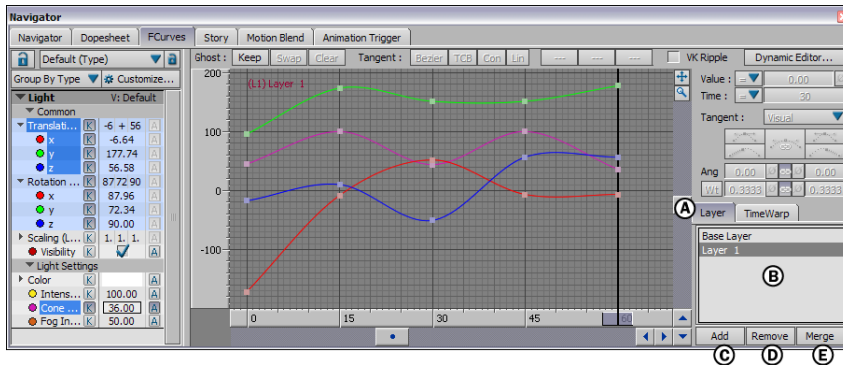 Navigator
Navigator Dopesheet FCurves Story Motion Blend Animation Trigger
Default (Type)
Ghost : Keep Swap Clear Tangent : Bezier TCB Con Lin --- --- --- VK Ripple Dynamic Editor...
Group By Type Customize...
Light V: Default
Common
Translati... K -6 + 56 A
x -6.64
y 177.74
z 56.58
Rotation ... K 87 72 90 A
x 87.96
y 72.34
z 90.00
Scaling (L... K 1. 1. 1. A
Visibility K A
Light Settings
Color K A
Intens... K 100.00 A
Cone ... K 36.00 A
Fog In... K 50.00 A
(L1) Layer 1
200
100
0
-100
0 15 30 45 60
Value : = 0.00
Time : = 30
Tangent : Visual
Ang 0.00 0.00
Wt 0.3333 0.3333
A
Layer TimeWarp
Base Layer
Layer 1
B
Add Remove Merge
C D E